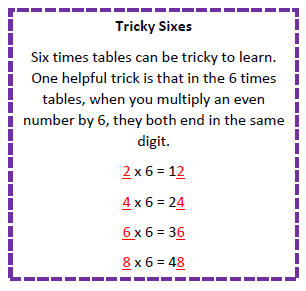 Tricky Sixes
Six times tables can be tricky to learn.
One helpful trick is that in the 6 times
tables, when you multiply an even
number by 6, they both end in the same
digit.
2 x 6 = 12
4 x 6 = 24
6 x 6 = 36
8 x 6 = 48